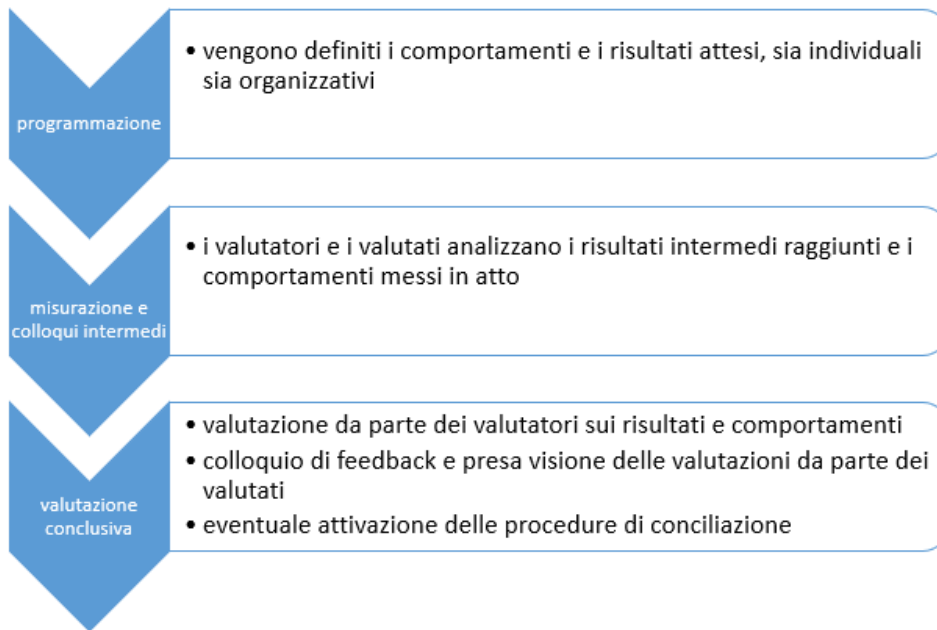 programmazione
• vengono definiti i comportamenti e i risultati attesi, sia individuali
sia organizzativi
misurazione e
colloqui intermedi
• i valutatori e i valutati analizzano i risultati intermedi raggiunti e i
comportamenti messi in atto
valutazione
conclusiva
• valutazione da parte dei valutatori sui risultati e comportamenti
• colloquio di feedback e presa visione delle valutazioni da parte dei
valutati
• eventuale attivazione delle procedure di conciliazione